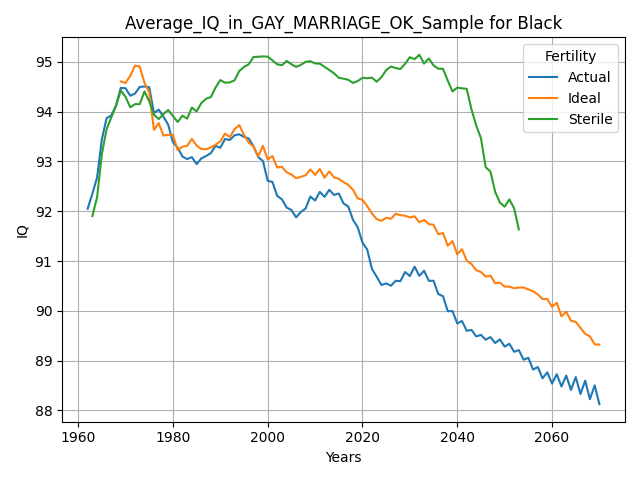 Average_IQ_in_GAY_MARRIAGE_OK_Sample for Black
Fertility
Actual
Ideal
Sterile
IQ
95
94
93
92
91
90
89
88
1960
1980
2000
2020
2040
2060
Years